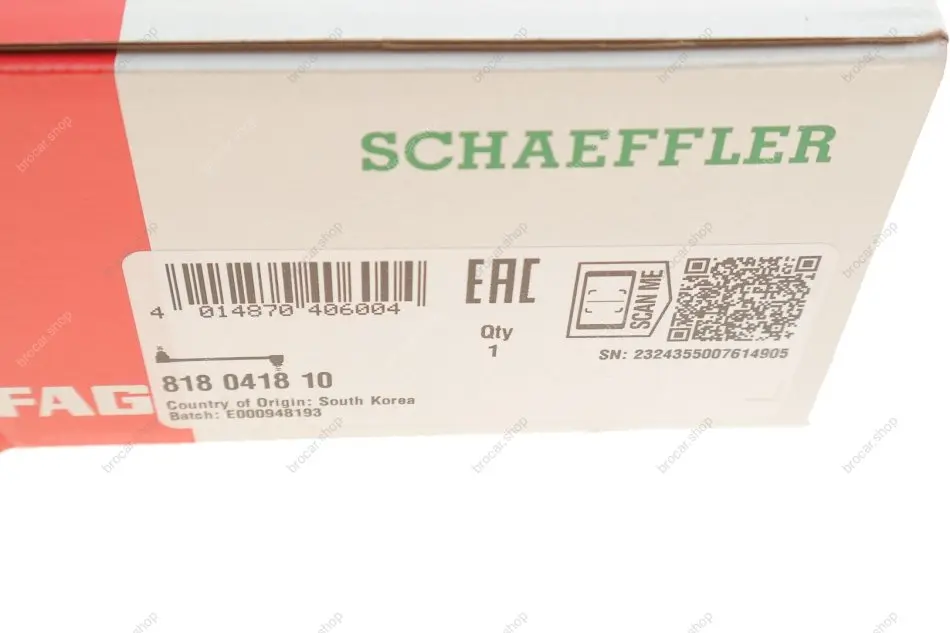 SCHAEFFLER
FAG
4 014870 406004
EAC
Qty
1
SCAN ME
SN: 2324355007614905
818 0418 10
Country of Origin: South Korea
Batch: E000948193
brocar.shop